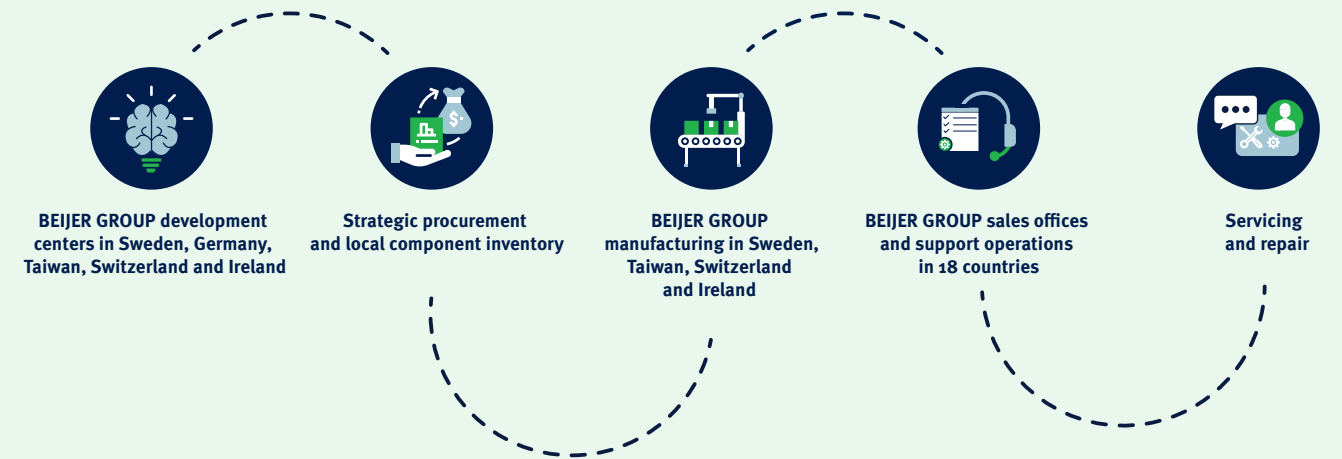 BEIJER GROUP development
centers in Sweden, Germany,
Taiwan, Switzerland and Ireland
Strategic procurement
and local component inventory
BEIJER GROUP
manufacturing in Sweden,
Taiwan, Switzerland
and Ireland
BEIJER GROUP sales offices
and support operations
in 18 countries
Servicing
and repair
$